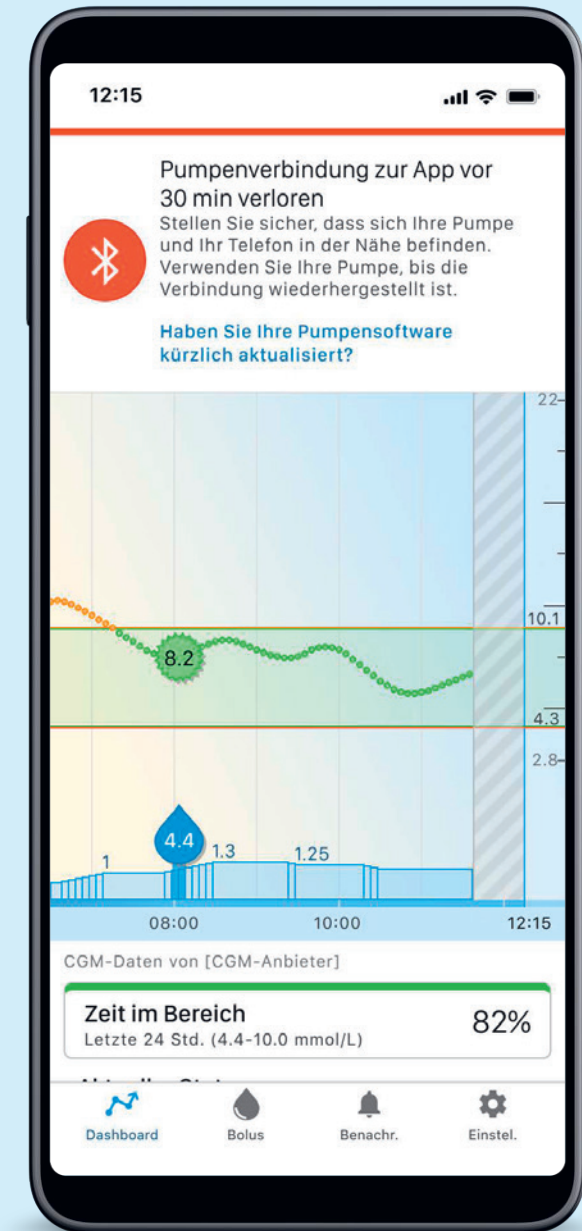 12:15
Pumpenverbindung zur App vor
30 min verloren
Stellen Sie sicher, dass sich Ihre Pumpe
und Ihr Telefon in der Nähe befinden.
Verwenden Sie Ihre Pumpe, bis die
Verbindung wiederhergestellt ist.
Haben Sie Ihre Pumpensoftware
kürzlich aktualisiert?
22
10.1
8.2
4.3
2.8
4.4
1
1.3
1.25
08:00
10:00
12:15
CGM-Daten von [CGM-Anbieter]
Zeit im Bereich
82%
Letzte 24 Std. (4.4-10.0 mmol/L)
Dashboard
Bolus
Benachr.
Einstel.